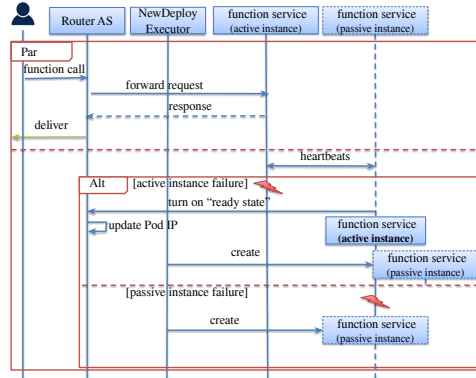 Router AS
NewDeploy
Executor
function service
(active instance)
function service
(passive instance)
Par
function call
forward request
response
deliver
heartbeats
Alt
[active instance failure]
turn on “ready state”
update Pod IP
function service
(active instance)
create
function service
(passive instance)
[passive instance failure]
create
function service
(passive instance)